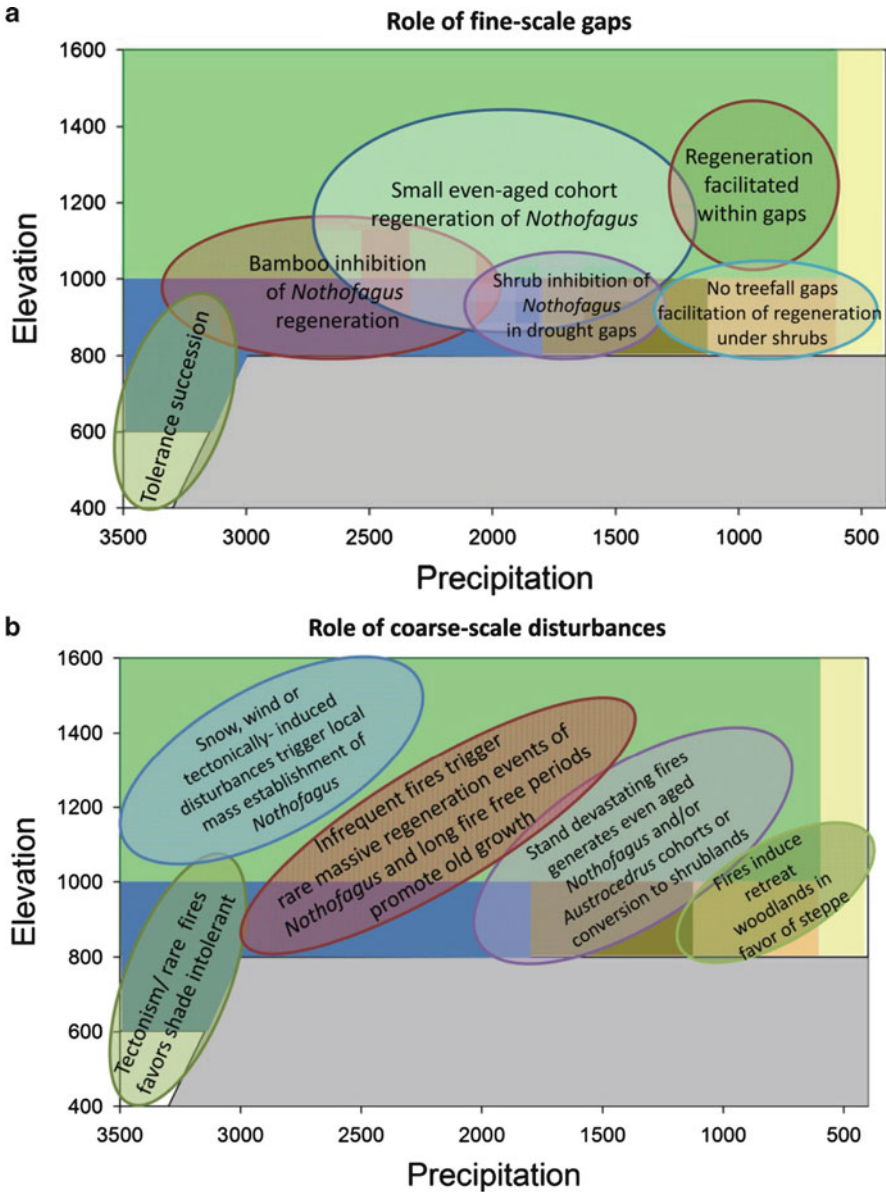 a
Role of fine-scale gaps
Elevation
1600
1400
1200
1000
800
600
400
Small even-aged cohort
regeneration of Nothofagus
Regeneration
facilitated
within gaps
Bamboo inhibition
of Nothofagus
regeneration
Shrub inhibition of
Nothofagus
in drought gaps
No treefall gaps
facilitation of regeneration
under shrubs
Tolerance succession
3500 3000 2500 2000 1500 1000 500
Precipitation
b
Role of coarse-scale disturbances
Elevation
1600
1400
1200
1000
800
600
400
Snow, wind or
tectonically- induced
disturbances trigger local
mass establishment of
Nothofagus
Infrequent fires trigger
rare massive regeneration events of
Nothofagus and long fire free periods
promote old growth
Stand devastating fires
generates even aged
Nothofagus and/or
Austrocedrus cohorts or
conversion to shrublands
Fires induce
retreat
woodlands in
favor of steppe
Tectonism/ rare fires
favors shade intolerant
3500 3000 2500 2000 1500 1000 500
Precipitation